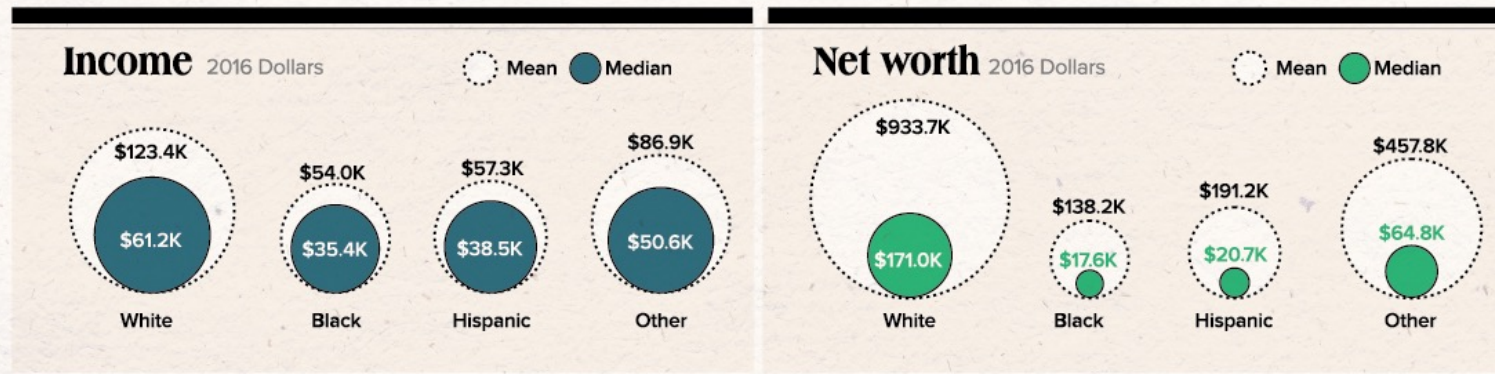 Income 2016 Dollars
Mean Median
$123.4K
$61.2K
White
$54.0K
$35.4K
Black
$57.3K
$38.5K
Hispanic
$86.9K
$50.6K
Other
Net worth 2016 Dollars
Mean Median
$933.7K
$171.0K
White
$138.2K
$17.6K
Black
$191.2K
$20.7K
Hispanic
$457.8K
$64.8K
Other